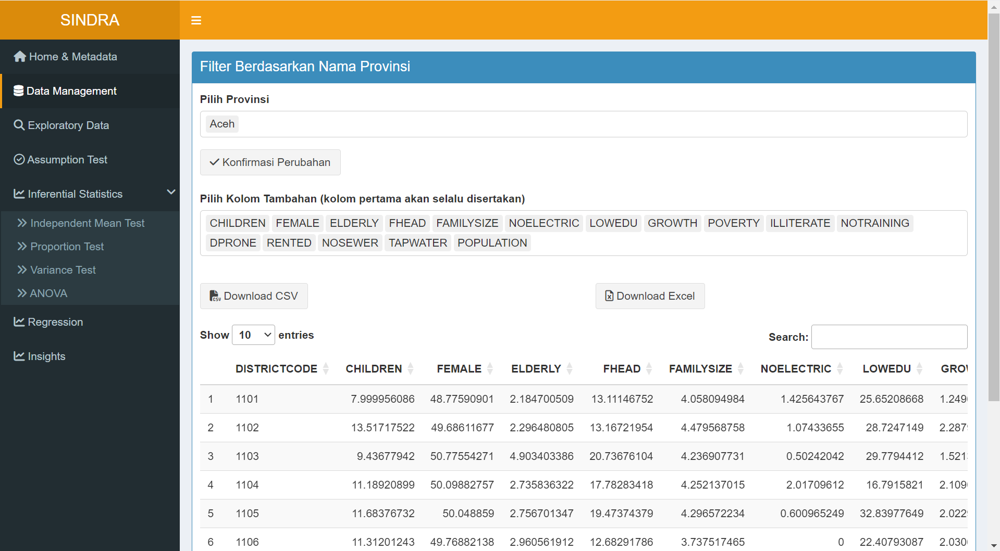 SINDRA
Home & Metadata
Data Management
Exploratory Data
Assumption Test
Inferential Statistics
Independent Mean Test
Proportion Test
Variance Test
ANOVA
Regression
Insights
Filter Berdasarkan Nama Provinsi
Pilih Provinsi
Aceh
Konfirmasi Perubahan
Pilih Kolom Tambahan (kolom pertama akan selalu disertakan)
CHILDREN FEMALE ELDERLY FHEAD FAMILYSIZE NOELECTRIC LOWEDU GROWTH POVERTY ILLITERATE NOTRAINING
DPRONE RENTED NOSEWER TAPWATER POPULATION
CSV Download CSV
X Download Excel
Show 10 entries
Search:
DISTRICTCODE CHILDREN FEMALE ELDERLY FHEAD FAMILYSIZE NOELECTRIC LOWEDU
1 1101 7.999956086 48.77590901 2.184700509 13.11146752 4.058094984 1.425643767 25.65208668 1.249
2 1102 13.51717522 49.68611677 2.296480805 13.16721954 4.479568758 1.07433655 28.7247149 2.287
3 1103 9.43677942 50.77554271 4.903403386 20.73676104 4.236907731 0.50242042 29.7794412 1.521
4 1104 11.18920899 50.09882757 2.735836322 17.78283418 4.252137015 2.01709612 16.7915821 2.109
5 1105 11.68376732 50.048859 2.756701347 19.47374379 4.296572234 0.600965249 32.83977649 2.022
6 1106 11.31201243 49.76882138 2.960561912 12.68291786 3.737517465 0 22.40793087 2.030